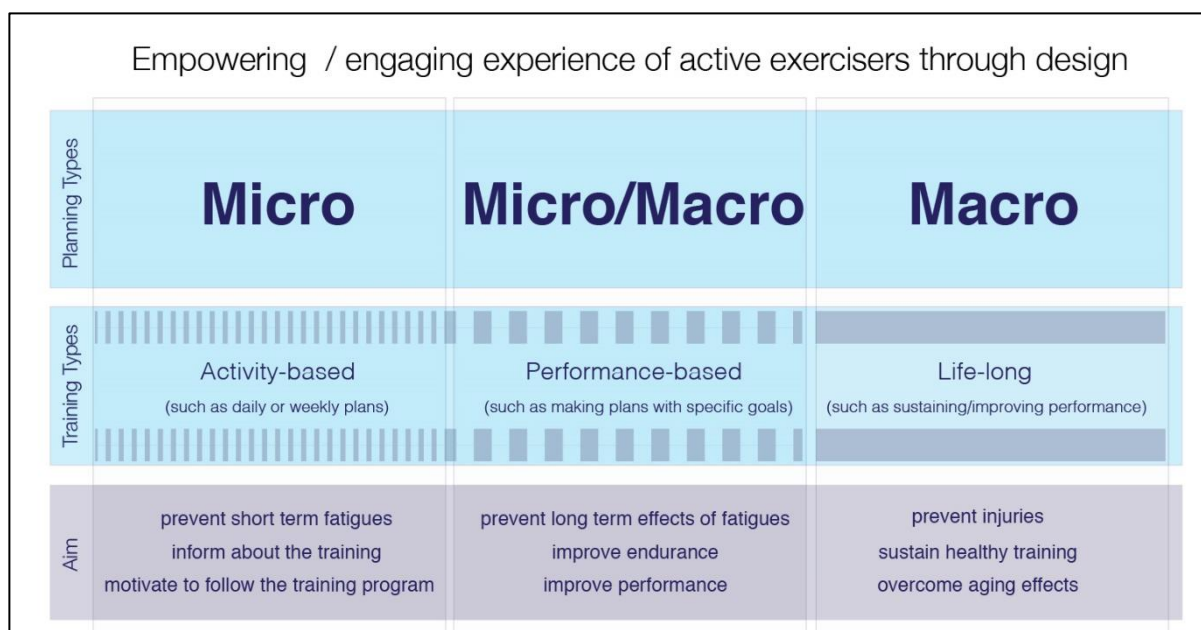 Empowering / engaging experience of active exercisers through design
Planning Types
Micro
Micro/Macro
Macro
Training Types
Activity-based
(such as daily or weekly plans)
Performance-based
(such as making plans with specific goals)
Life-long
(such as sustaining/improving performance)
Aim
prevent short term fatigues
inform about the training
motivate to follow the training program
prevent long term effects of fatigues
improve endurance
improve performance
prevent injuries
sustain healthy training
overcome aging effects